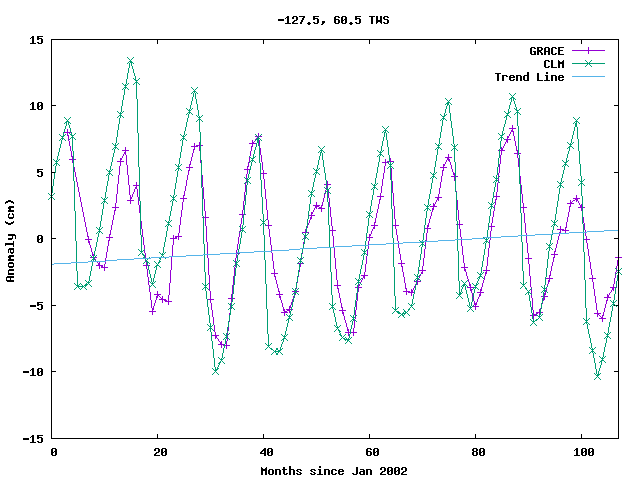 -127.5, 60.5 TWS
GRACE
CLM
Trend Line
15
10
5
0
-5
-10
-15
Anomaly (cm)
0 20 40 60 80 100
Months since Jan 2002